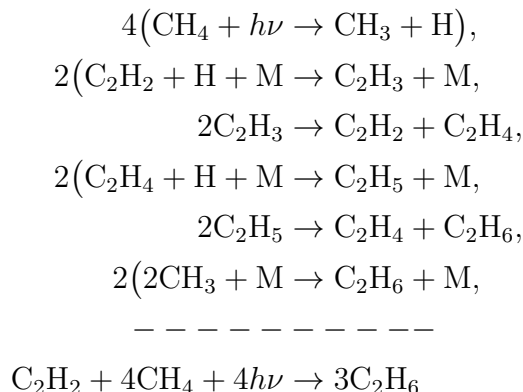 4(CH₄ + hν → CH₃ + H),
2(C₂H₂ + H + M → C₂H₃ + M,
2C₂H₃ → C₂H₂ + C₂H₄,
2(C₂H₄ + H + M → C₂H₅ + M,
2C₂H₅ → C₂H₄ + C₂H₆,
2(2CH₃ + M → C₂H₆ + M,
− − − − − − − − − −
C₂H₂ + 4CH₄ + 4hν → 3C₂H₆